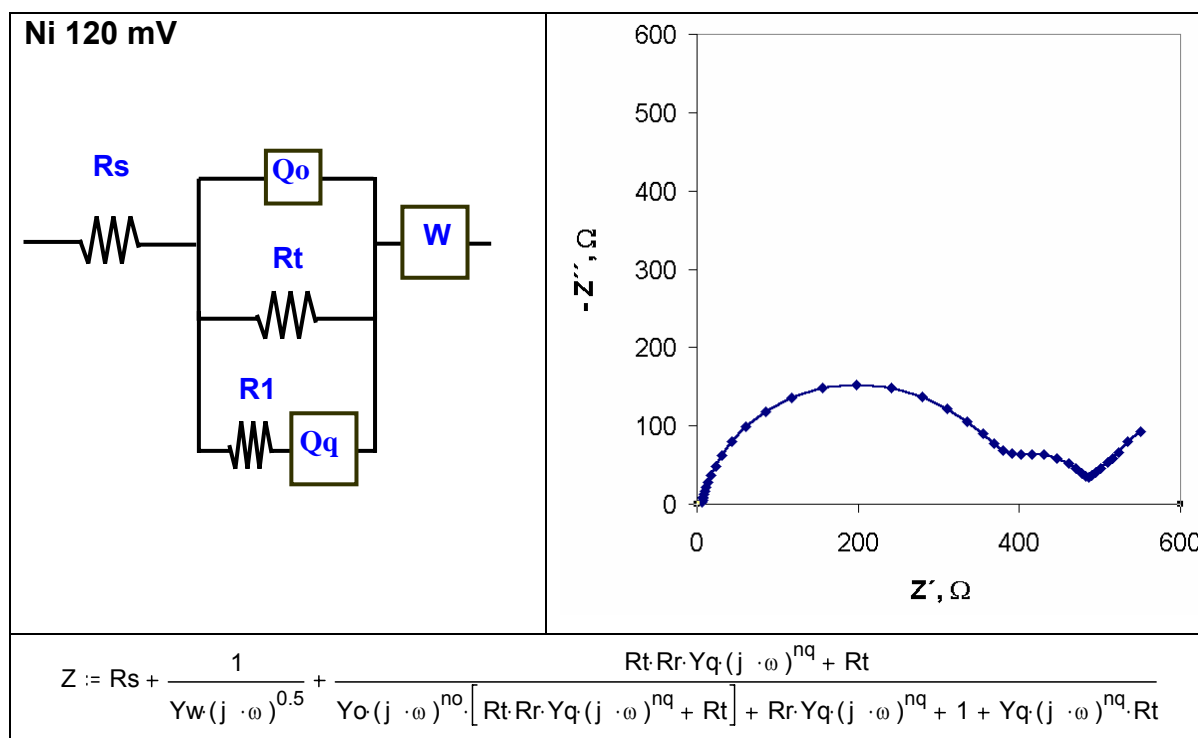 Ni 120 mV
Rs
Qo
Rt
R1
Qq
W
600
500
400
300
200
100
0
- Z´´, Ω
0
200
400
600
Z´, Ω
Z := Rs + 1 / Yw·(j·ω)^0.5 + Rt·Rr·Yq·(j·ω)^nq + Rt / Yo·(j·ω)^no·[Rt·Rr·Yq·(j·ω)^nq + Rt] + Rr·Yq·(j·ω)^nq + 1 + Yq·(j·ω)^nq·Rt